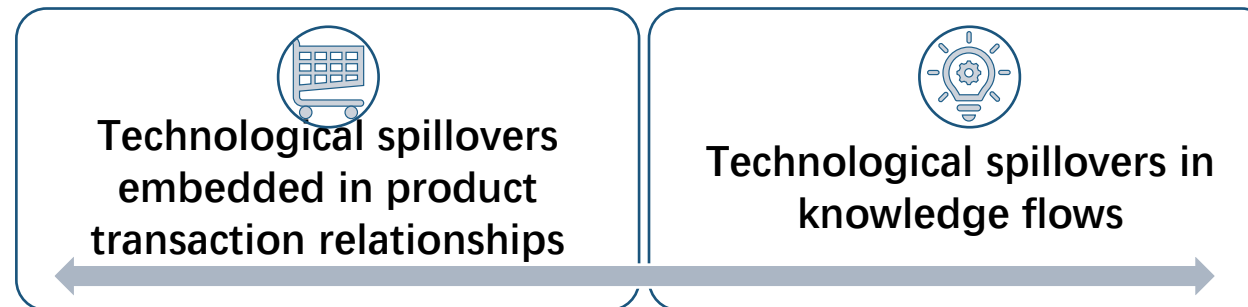 Technological spillovers
embedded in product
transaction relationships
Technological spillovers in
knowledge flows